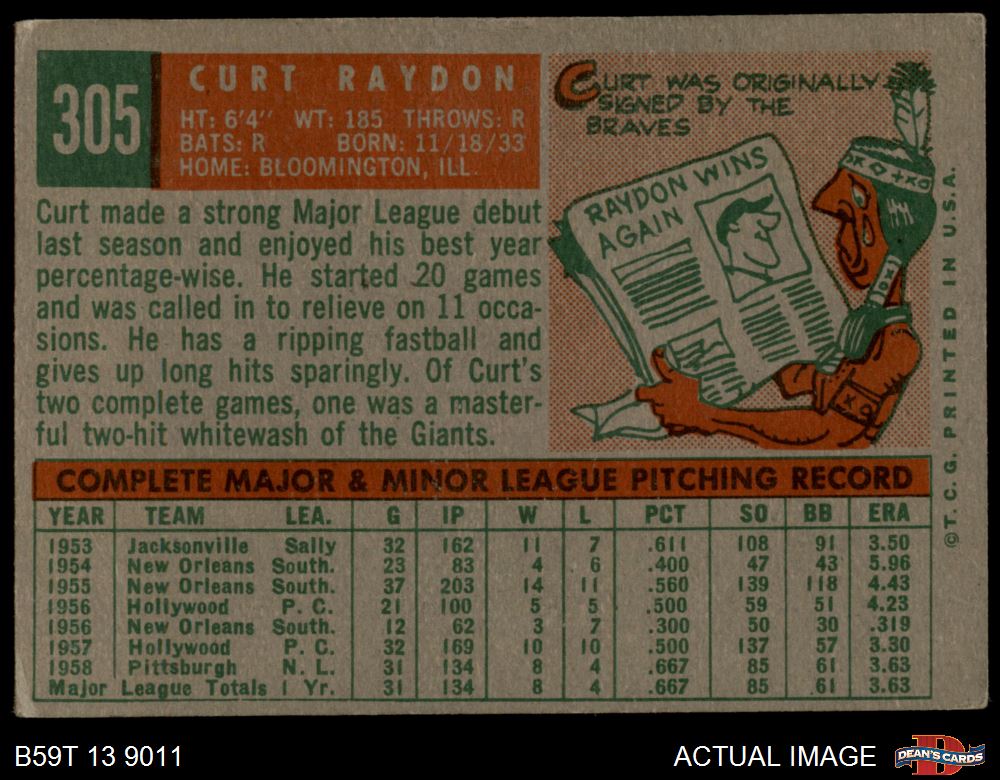 305
CURT RAYDON
HT: 6'4" WT: 185 THROWS: R
BATS: R BORN: 11/18/33
HOME: BLOOMINGTON, ILL.
CURT WAS ORIGINALLY
SIGNED BY THE
BRAVES
RAYDON WINS
AGAIN
Curt made a strong Major League debut
last season and enjoyed his best year
percentage-wise. He started 20 games
and was called in to relieve on 11 occa-
sions. He has a ripping fastball and
gives up long hits sparingly. Of Curt's
two complete games, one was a master-
ful two-hit whitewash of the Giants.
©T. C. G. PRINTED IN U.S.A.
COMPLETE MAJOR & MINOR LEAGUE PITCHING RECORD
YEAR TEAM LEA. G IP W L PCT SO BB ERA
1953 Jacksonville Sally 32 162 11 7 .611 108 91 3.50
1954 New Orleans South. 23 83 4 6 .400 47 43 5.96
1955 New Orleans South. 37 203 14 11 .560 139 118 4.43
1956 Hollywood P. C. 21 100 5 5 .500 59 51 4.23
1956 New Orleans South. 12 62 3 7 .300 50 30 .319
1957 Hollywood P. C. 32 169 10 10 .500 137 57 3.30
1958 Pittsburgh N. L. 31 134 8 4 .667 85 61 3.63
Major League Totals 1 Yr. 31 134 8 4 .667 85 61 3.63
B59T 13 9011
ACTUAL IMAGE
D
DEAN'S CARDS